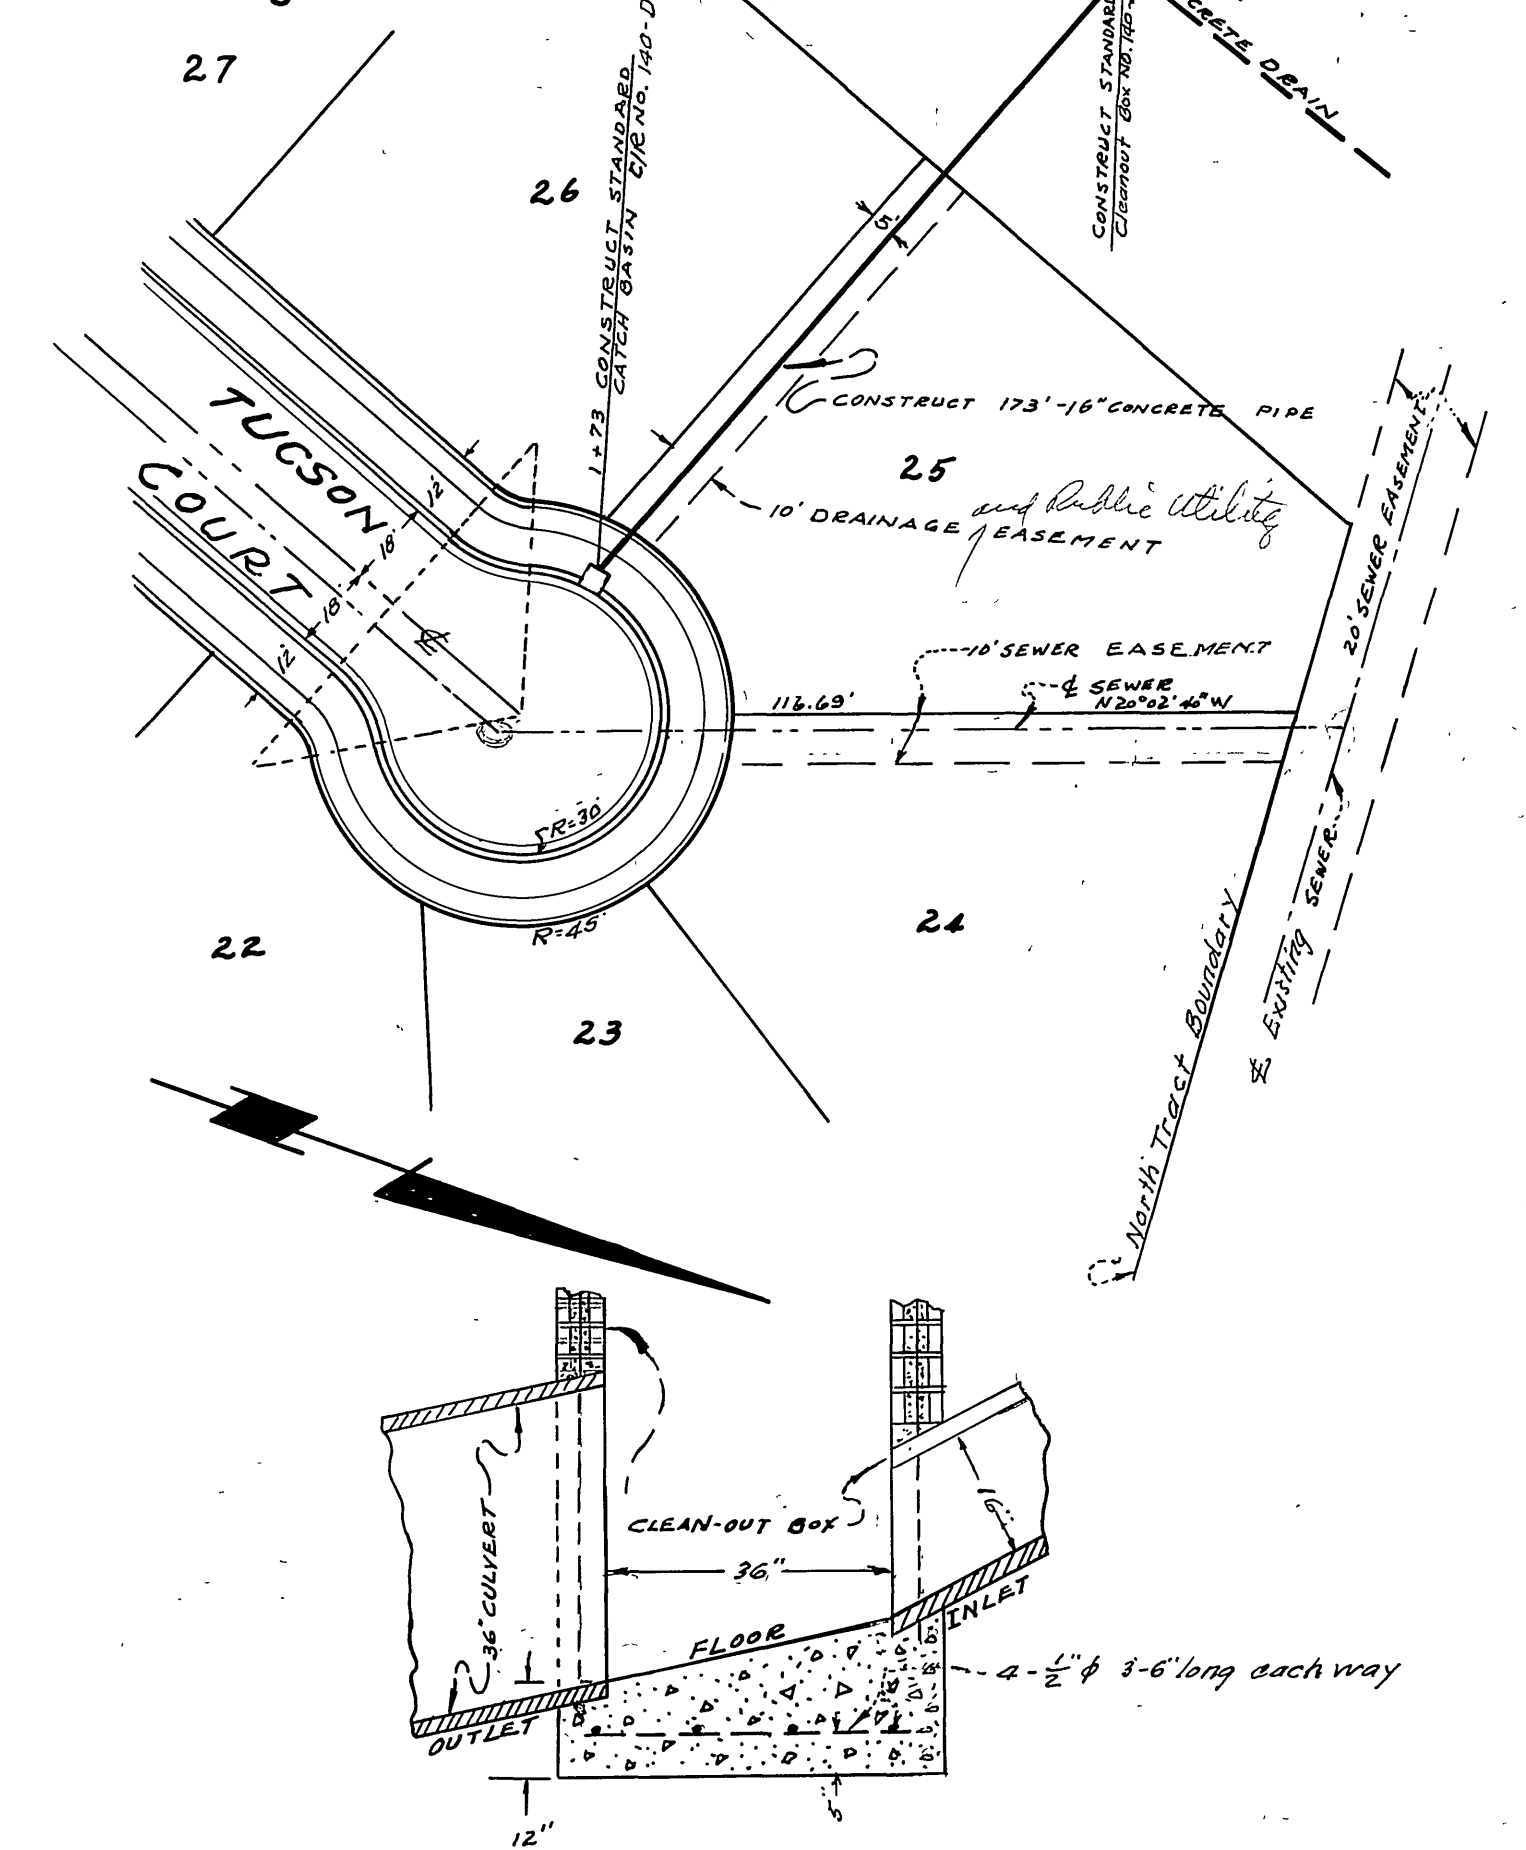 27
26
1+73 CONSTRUCT STANDARD
CATCH BASIN C/R NO. 140-D
CONSTRUCT STANDARD
Cleanout Box NO. 140-
CRETE DRAIN
5'
TUCSON
COURT
12'
18'
18'
12'
CONSTRUCT 173'-16" CONCRETE PIPE
25
10' DRAINAGE and Public Utility EASEMENT
20' SEWER EASEMENT
10' SEWER EASEMENT
℄ SEWER
116.69'
N 20°02'40" W
R=30'
R=45'
22
23
24
North Tract Boundary
℄ Existing SEWER
36" CULVERT
CLEAN-OUT BOX
36"
16"
FLOOR
INLET
OUTLET
4-1/2"ϕ 3-6" long each way
12"
5"